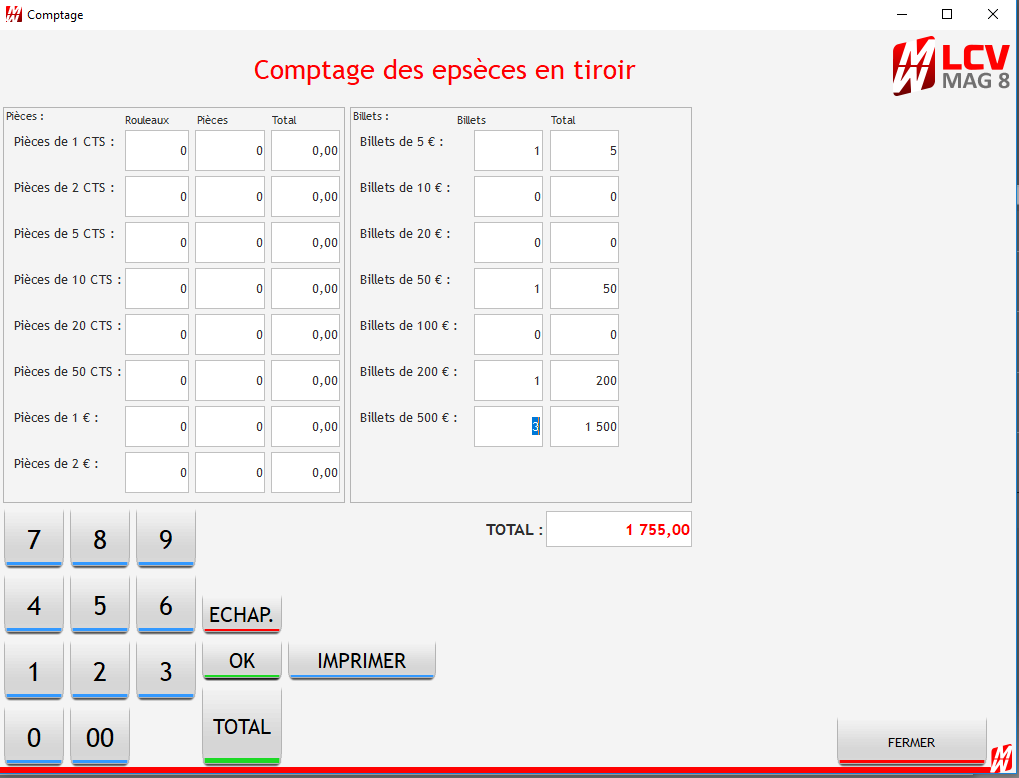 Comptage
Comptage des epsèces en tiroir
LCV
MAG 8
Pièces :
Rouleaux Pièces Total
Pièces de 1 CTS : 0 0 0,00
Pièces de 2 CTS : 0 0 0,00
Pièces de 5 CTS : 0 0 0,00
Pièces de 10 CTS : 0 0 0,00
Pièces de 20 CTS : 0 0 0,00
Pièces de 50 CTS : 0 0 0,00
Pièces de 1 € : 0 0 0,00
Pièces de 2 € : 0 0 0,00
Billets :
Billets Total
Billets de 5 € : 1 5
Billets de 10 € : 0 0
Billets de 20 € : 0 0
Billets de 50 € : 1 50
Billets de 100 € : 0 0
Billets de 200 € : 1 200
Billets de 500 € : 3 1 500
TOTAL : 1 755,00
7 8 9
4 5 6 ECHAP.
1 2 3 OK IMPRIMER
0 00 TOTAL
FERMER